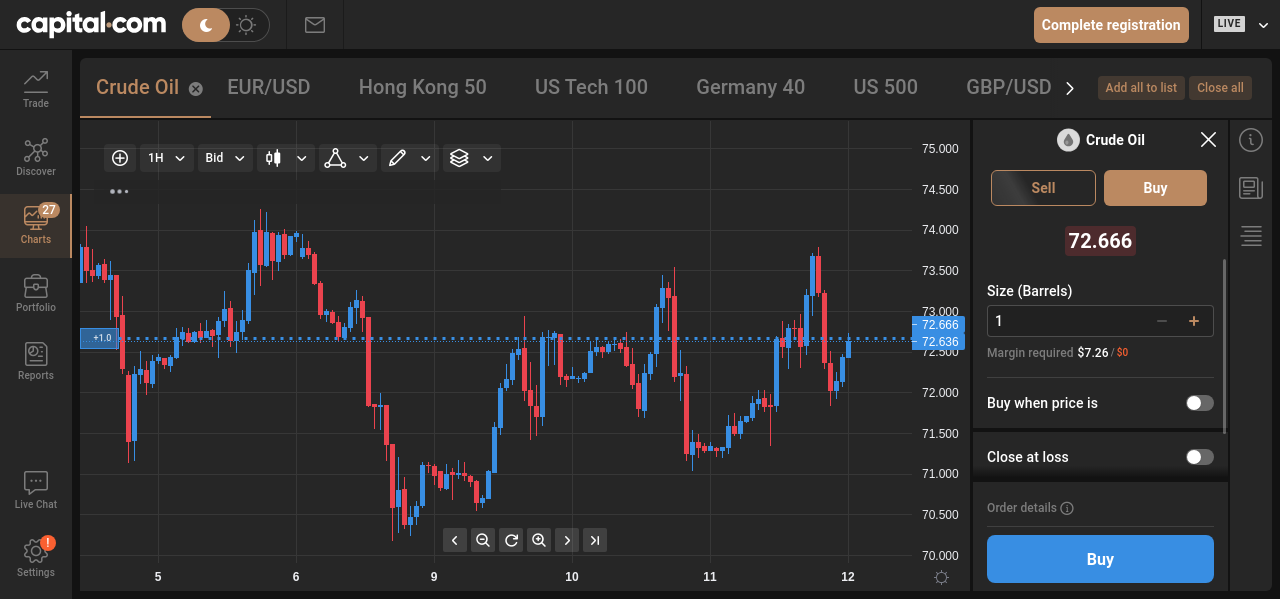 capital.com
Complete registration
LIVE
Trade
Discover
27
Charts
Portfolio
Reports
Live Chat
!
Settings
Crude Oil
EUR/USD
Hong Kong 50
US Tech 100
Germany 40
US 500
GBP/USD
Add all to list
Close all
1H
Bid
75.000
74.500
74.000
73.500
73.000
72.666
72.636
72.500
72.000
71.500
71.000
70.500
70.000
+1.0
5
6
9
10
11
12
Crude Oil
Sell
Buy
72.666
Size (Barrels)
1
Margin required $7.26 / $0
Buy when price is
Close at loss
Order details
Buy